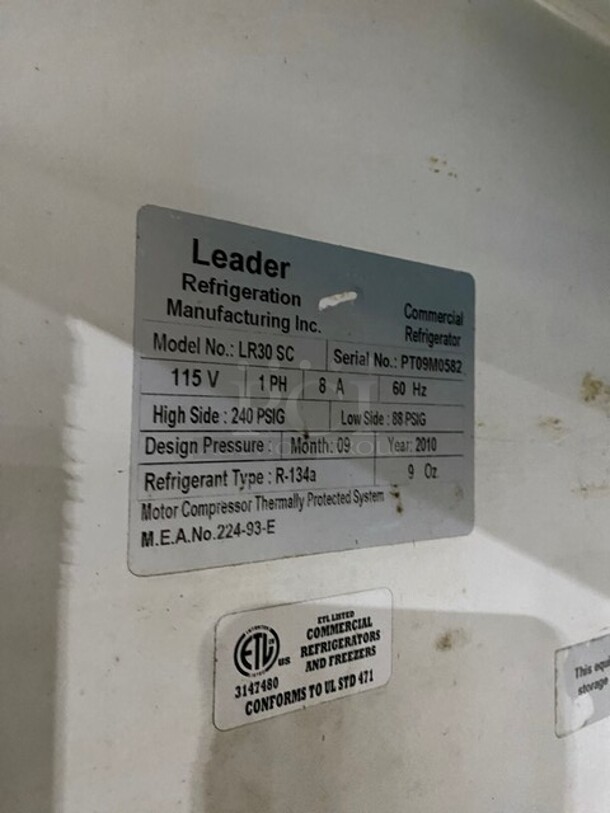 Leader
Refrigeration
Manufacturing Inc.
Commercial
Refrigerator
Model No.: LR30 SC
Serial No.: PT09M0582
115 V 1 PH 8 A 60 Hz
High Side : 240 PSIG Low Side : 88 PSIG
Design Pressure : Month: 09 Year: 2010
Refrigerant Type : R-134a 9 Oz
Motor Compressor Thermally Protected System
M.E.A.No.224-93-E
ETL LISTED
COMMERCIAL
REFRIGERATORS
AND FREEZERS
ETL US
3147480
CONFORMS TO UL STD 471
This
storage